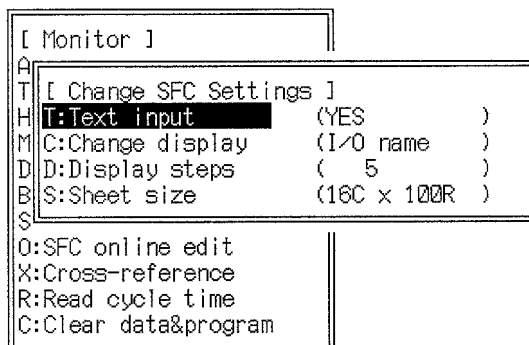 [ Monitor ]
A
T [ Change SFC Settings ]
H T:Text input (YES )
M C:Change display (I/O name )
D D:Display steps ( 5 )
B S:Sheet size (16C x 100R )
S
O:SFC online edit
X:Cross-reference
R:Read cycle time
C:Clear data&program